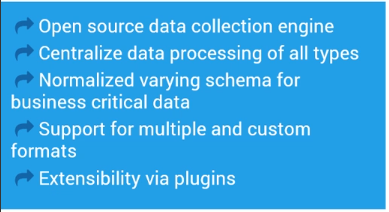 Open source data collection engine
Centralize data processing of all types
Normalized varying schema for
business critical data
Support for multiple and custom
formats
Extensibility via plugins